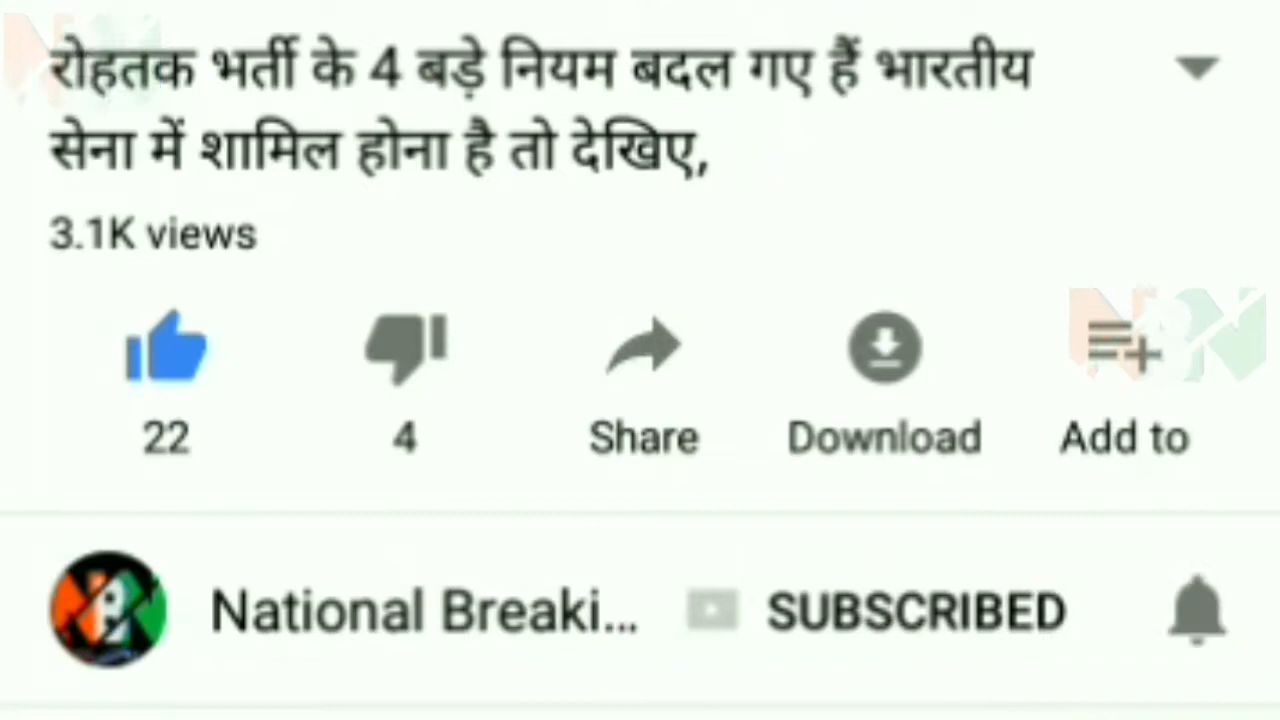 रोहतक भर्ती के 4 बड़े नियम बदल गए हैं भारतीय
सेना में शामिल होना है तो देखिए,
3.1K views
22 4 Share Download Add to
National Breaki... SUBSCRIBED